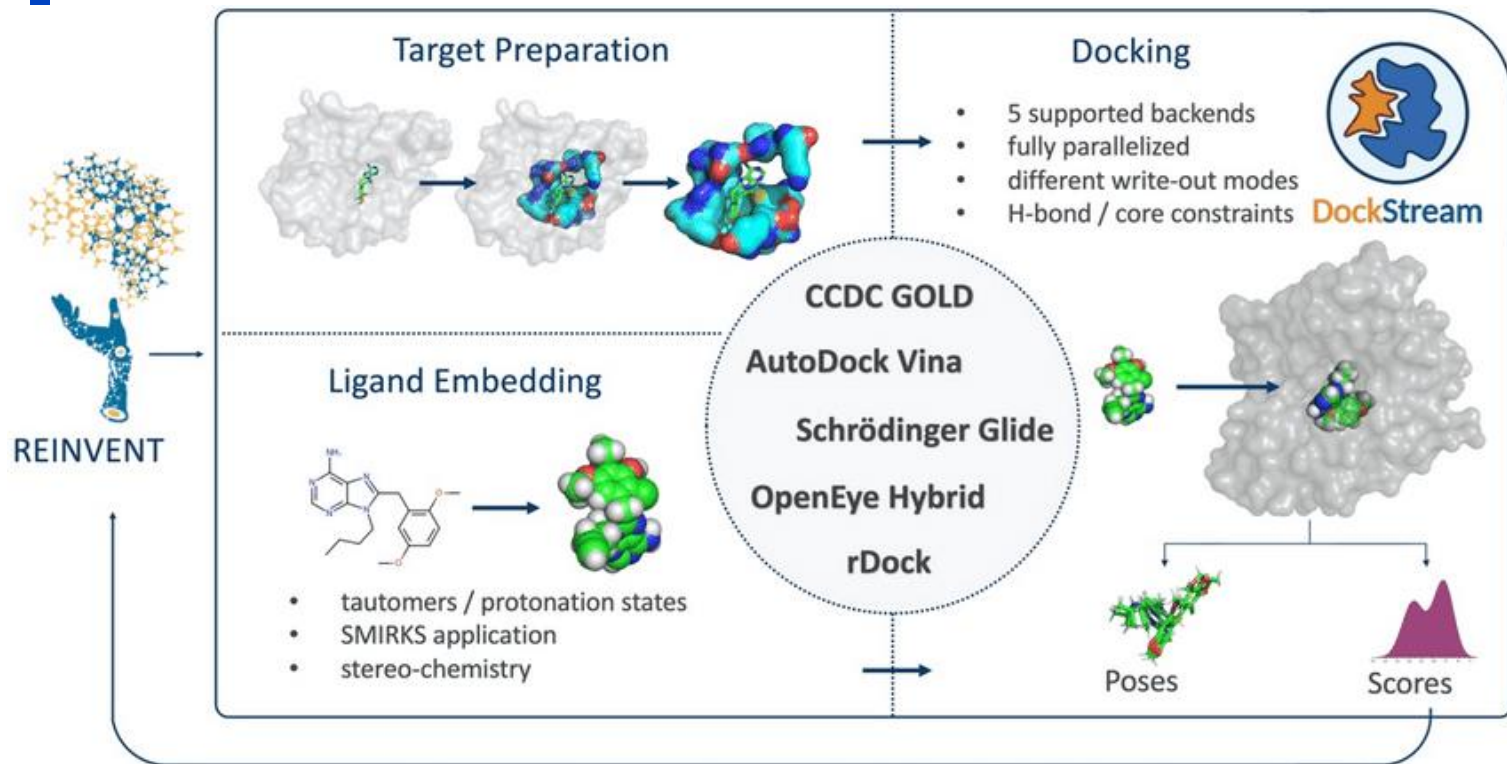 Target Preparation
Docking
• 5 supported backends
• fully parallelized
• different write-out modes
• H-bond / core constraints
DockStream
REINVENT
Ligand Embedding
NH₂
N
N
N
N
O
O
• tautomers / protonation states
• SMIRKS application
• stereo-chemistry
CCDC GOLD
AutoDock Vina
Schrödinger Glide
OpenEye Hybrid
rDock
Poses
Scores